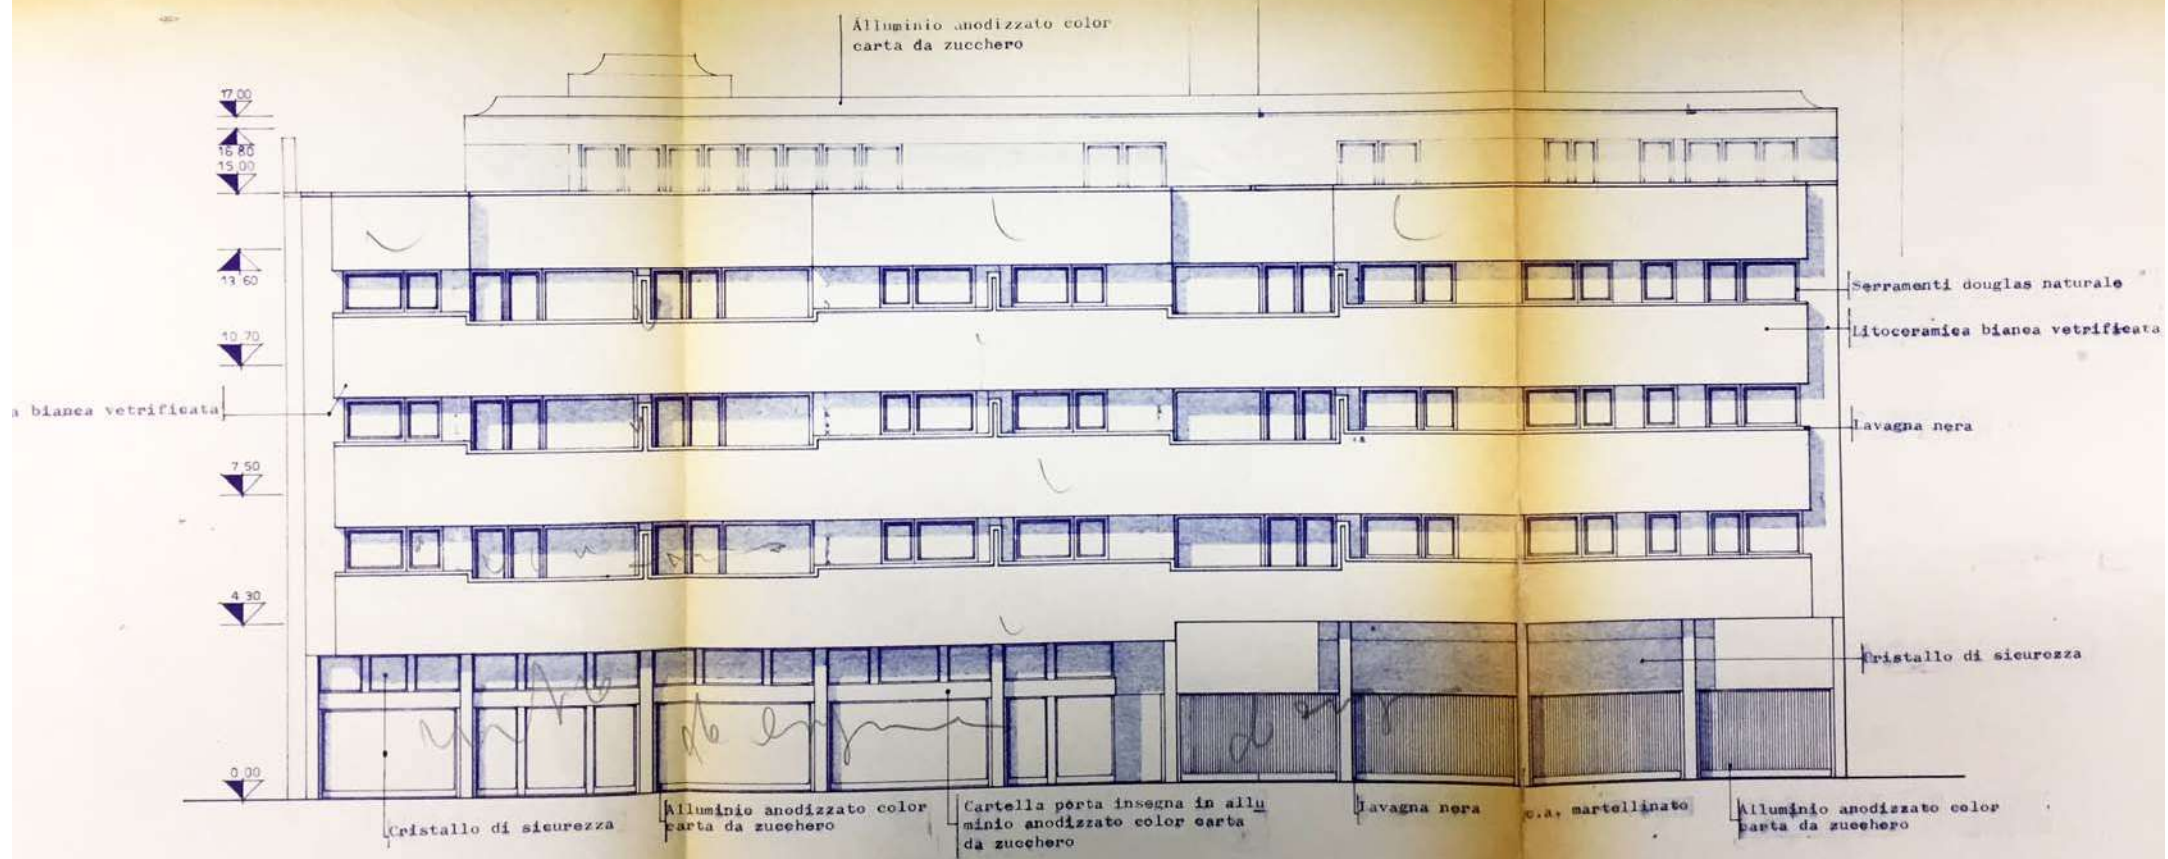 Alluminio anodizzato color
carta da zucchero
17 00
16 80
15 00
13 60
Serramenti douglas naturale
Litoceramica bianca vetrificata
10 70
a bianca vetrificata
Lavagna nera
7 50
4 30
Cristallo di sicurezza
0 00
Cristallo di sicurezza
Alluminio anodizzato color
carta da zucchero
Cartella porta insegna in allu
minio anodizzato color carta
da zucchero
Lavagna nera
c.a. martellinato
Alluminio anodizzato color
carta da zucchero